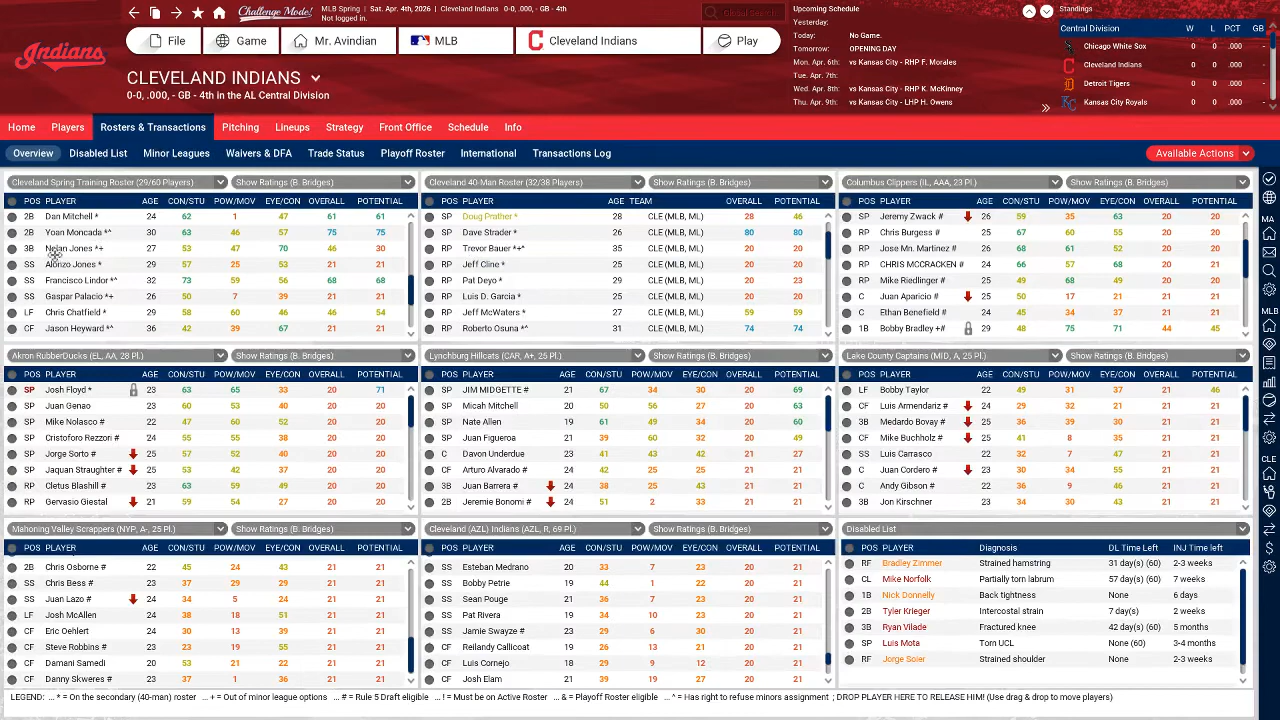 Challenge Mode!
MLB Spring | Sat. Apr. 4th, 2026 | Cleveland Indians 0-0, .000, - GB - 4th
Not logged in.
Global Search
Indians
File
Game
Mr. Avindian
MLB
Cleveland Indians
Play
CLEVELAND INDIANS
0-0, .000, - GB - 4th in the AL Central Division
Upcoming Schedule
Yesterday:
Today: No Game.
Tomorrow: OPENING DAY
Mon. Apr. 6th: vs Kansas City - RHP F. Morales
Tue. Apr. 7th:
Wed. Apr. 8th: vs Kansas City - RHP K. McKinney
Thu. Apr. 9th: vs Kansas City - LHP H. Owens
Standings
Central Division W L PCT GB
Chicago White Sox 0 0 .000 -
Cleveland Indians 0 0 .000 -
Detroit Tigers 0 0 .000 -
Kansas City Royals 0 0 .000 -
Home Players Rosters & Transactions Pitching Lineups Strategy Front Office Schedule Info
Overview Disabled List Minor Leagues Waivers & DFA Trade Status Playoff Roster International Transactions Log Available Actions
Cleveland Spring Training Roster (29/60 Players) Show Ratings (B. Bridges)
POS PLAYER AGE CON/STU POW/MOV EYE/CON OVERALL POTENTIAL
2B Dan Mitchell * 24 62 1 47 61 61
2B Yoan Moncada *^ 30 63 46 57 75 75
3B Nolan Jones *+ 27 53 47 70 46 30
SS Alonzo Jones * 29 57 25 53 21 21
SS Francisco Lindor *^ 32 73 59 56 68 68
SS Gaspar Palacio *+ 26 50 7 39 21 21
LF Chris Chatfield * 29 58 60 46 46 54
CF Jason Heyward *^ 36 42 39 67 21 21
Cleveland 40-Man Roster (32/38 Players) Show Ratings (B. Bridges)
POS PLAYER AGE TEAM OVERALL POTENTIAL
SP Doug Prather * 28 CLE (MLB, ML) 28 46
SP Dave Strader * 26 CLE (MLB, ML) 80 80
RP Trevor Bauer *+^ 35 CLE (MLB, ML) 20 20
RP Jeff Cline * 25 CLE (MLB, ML) 20 20
RP Pat Deyo * 29 CLE (MLB, ML) 20 20
RP Luis D. Garcia * 25 CLE (MLB, ML) 20 23
RP Jeff McWaters * 27 CLE (MLB, ML) 59 59
RP Roberto Osuna *^ 31 CLE (MLB, ML) 74 74
Columbus Clippers (IL, AAA, 23 Pl.) Show Ratings (B. Bridges)
POS PLAYER AGE CON/STU POW/MOV EYE/CON OVERALL POTENTIAL
SP Jeremy Zwack # 26 59 35 63 20 20
RP Chris Burgess # 25 67 60 55 20 20
RP Jose Mn. Martinez # 26 68 61 52 20 20
RP CHRIS MCCRACKEN # 24 66 57 68 20 21
RP Mike Riedlinger # 25 49 68 49 20 20
C Juan Aparicio # 25 50 17 21 21 21
C Ethan Benefield # 24 45 34 57 21 21
1B Bobby Bradley +# 29 48 75 71 44 45
Akron RubberDucks (EL, AA, 28 Pl.) Show Ratings (B. Bridges)
POS PLAYER AGE CON/STU POW/MOV EYE/CON OVERALL POTENTIAL
SP Josh Floyd * 23 63 65 33 20 71
SP Juan Genao 23 60 53 40 20 20
SP Mike Nolasco # 22 47 60 52 20 20
SP Cristoforo Rezzori # 24 55 55 38 20 20
SP Jorge Sorto # 25 57 52 40 20 20
SP Jaquan Straughter # 25 53 42 37 20 20
RP Cletus Blashill # 23 63 59 49 20 20
RP Gervasio Giestal 21 59 54 27 20 20
Lynchburg Hillcats (CAR, A+, 25 Pl.) Show Ratings (B. Bridges)
POS PLAYER AGE CON/STU POW/MOV EYE/CON OVERALL POTENTIAL
SP JIM MIDGETTE # 21 67 34 30 20 69
SP Micah Mitchell 20 50 56 27 20 63
SP Nate Allen 19 61 49 34 20 60
SP Juan Figueroa 21 39 60 32 20 49
C Davon Underdue 21 41 43 42 21 27
CF Arturo Alvarado # 24 42 25 25 21 21
3B Juan Barrera # 24 38 25 43 21 21
2B Jeremie Bonomi # 24 51 2 33 21 21
Lake County Captains (MID, A, 25 Pl.) Show Ratings (B. Bridges)
POS PLAYER AGE CON/STU POW/MOV EYE/CON OVERALL POTENTIAL
LF Bobby Taylor 22 49 31 37 21 46
CF Luis Armendariz # 24 29 32 21 21 21
3B Medardo Bovay # 25 36 39 30 21 21
CF Mike Buchholz # 25 41 8 35 21 21
SS Luis Carrasco 22 32 7 47 21 21
C Juan Cordero # 23 30 34 55 21 21
C Andy Gibson # 22 36 9 46 21 21
3B Jon Kirschner 23 34 30 43 21 21
Mahoning Valley Scrappers (NYP, A-, 25 Pl.) Show Ratings (B. Bridges)
POS PLAYER AGE CON/STU POW/MOV EYE/CON OVERALL POTENTIAL
2B Chris Osborne # 22 45 24 43 21 21
SS Chris Bess # 23 37 29 29 21 21
SS Juan Lazo # 24 34 5 24 21 21
LF Josh McAllen 23 38 18 51 21 21
CF Eric Oehlert 22 30 13 39 21 21
CF Steve Robbins # 23 23 19 55 21 21
CF Damani Samedi 20 53 21 22 21 21
CF Danny Skweres # 23 37 1 36 21 21
Cleveland (AZL) Indians (AZL, R, 69 Pl.) Show Ratings (B. Bridges)
POS PLAYER AGE CON/STU POW/MOV EYE/CON OVERALL POTENTIAL
SS Esteban Medrano 20 33 7 22 21 21
SS Bobby Petrie 19 44 1 22 21 21
SS Sean Pouge 19 36 7 23 21 21
SS Pat Rivera 19 34 10 23 21 21
SS Jamie Swayze # 23 29 6 30 21 21
CF Reilandy Callicoat 19 26 13 21 21 21
CF Luis Cornejo 18 29 9 12 21 21
CF Josh Elam 19 24 7 24 21 21
Disabled List
POS PLAYER Diagnosis DL Time Left INJ Time left
RF Bradley Zimmer Strained hamstring 31 day(s) (60) 2-3 weeks
CL Mike Norfolk Partially torn labrum 57 day(s) (60) 7 weeks
1B Nick Donnelly Back tightness None 6 days
2B Tyler Krieger Intercostal strain 7 day(s) 2 weeks
3B Ryan Vilade Fractured knee 42 day(s) (60) 5 months
SP Luis Mota Torn UCL None (60) 3-4 months
RF Jorge Soler Strained shoulder None 2-3 weeks
LEGEND: ... * = On the secondary (40-man) roster ... + = Out of minor league options ... # = Rule 5 Draft eligible ... ! = Must be on Active Roster ... & = Playoff Roster eligible ... ^ = Has right to refuse minors assignment ; DROP PLAYER HERE TO RELEASE HIM! (Use drag & drop to move players)
MA
MLB
CLE